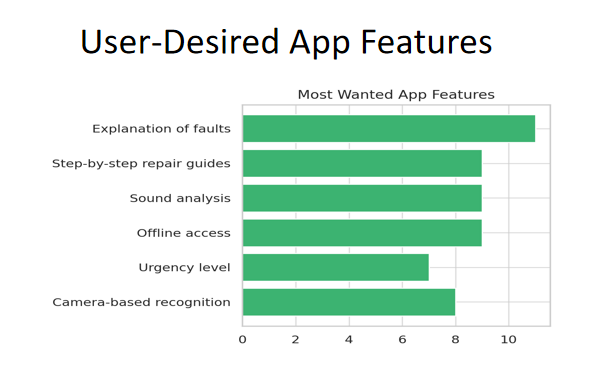 User-Desired App Features
Most Wanted App Features
Explanation of faults
Step-by-step repair guides
Sound analysis
Offline access
Urgency level
Camera-based recognition
0 2 4 6 8 10